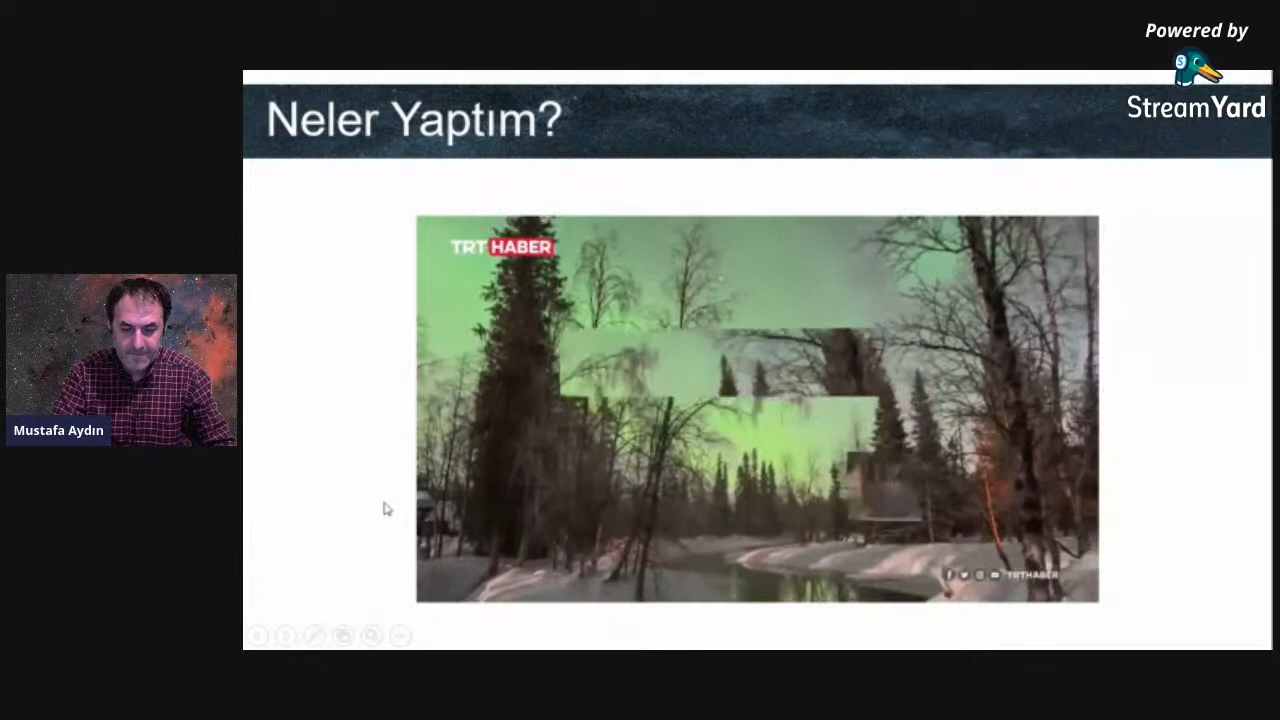 Powered by
StreamYard
Neler Yaptım?
TRT HABER
TRTHABER
Mustafa Aydın